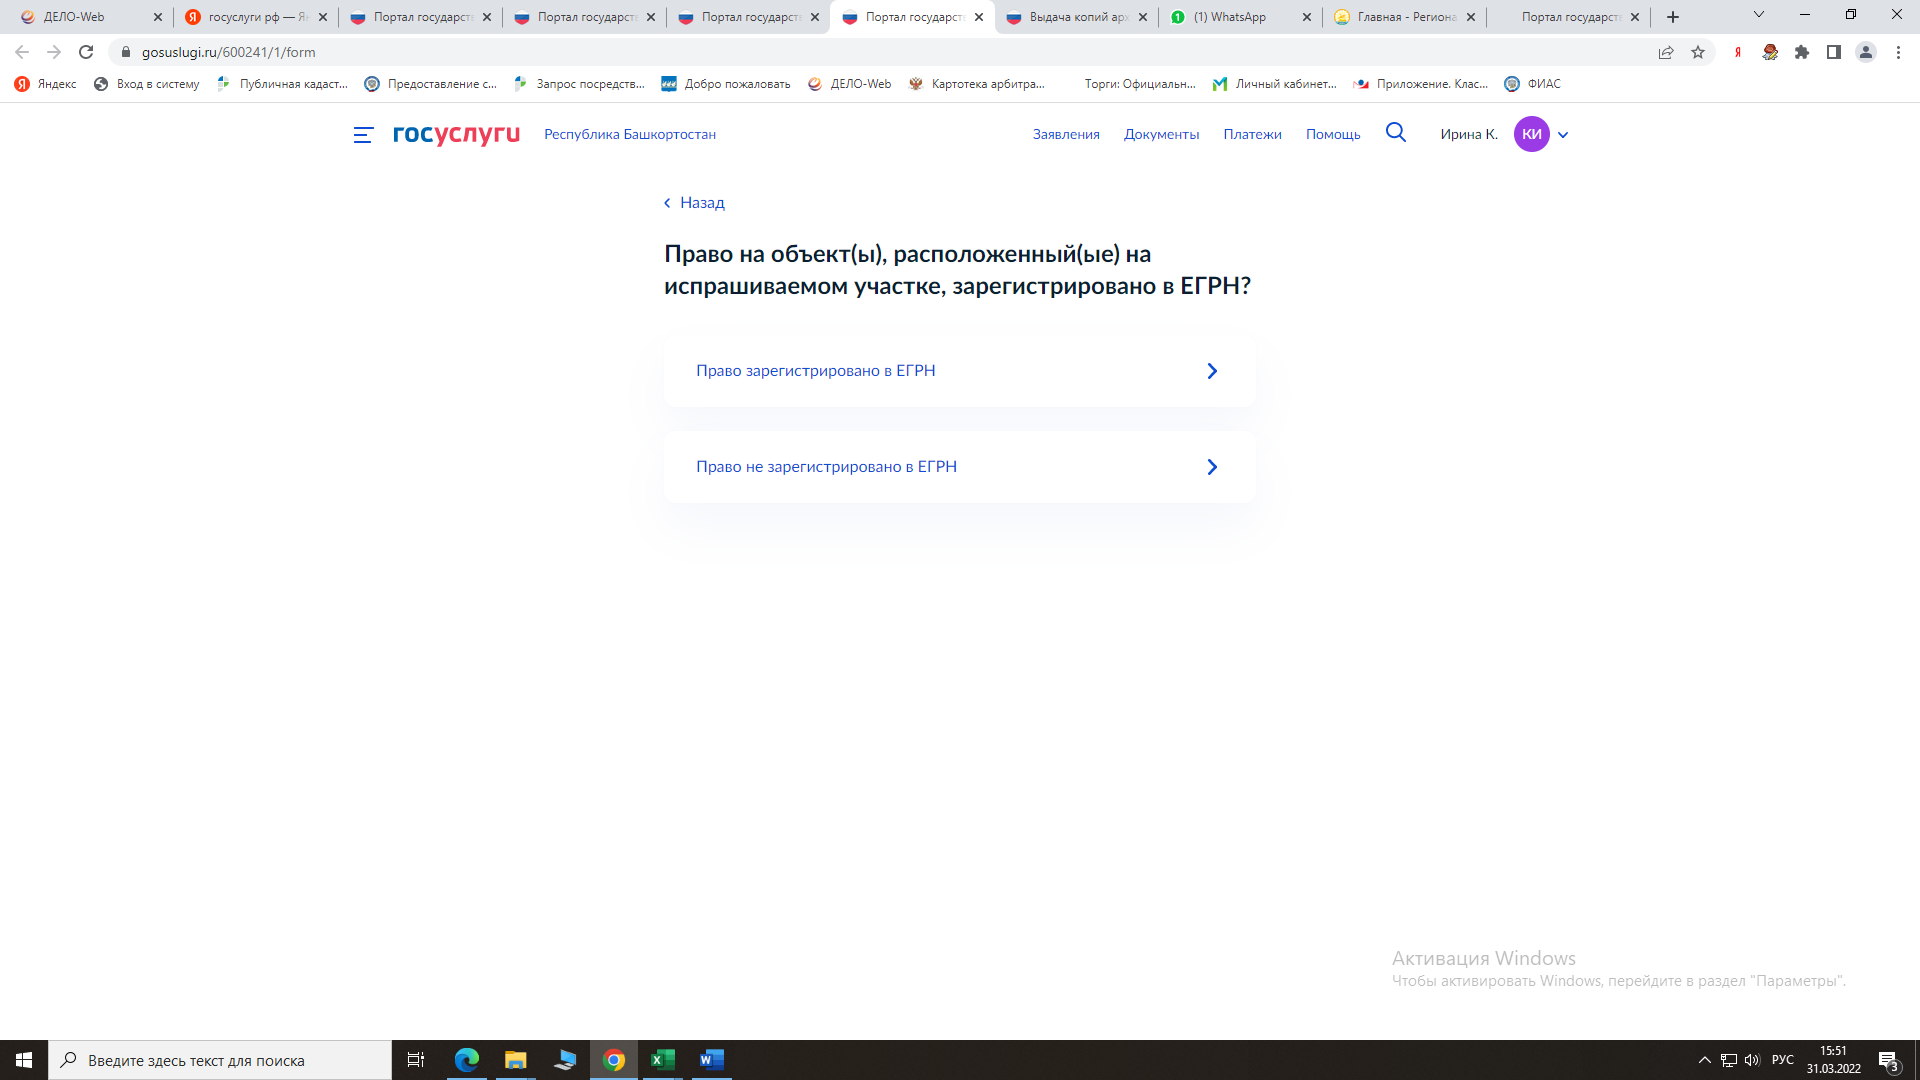 ДЕЛО-Web
госуслуги рф — Я
Портал государст
Портал государст
Портал государст
Портал государст
Выдача копий арх
(1) WhatsApp
Главная - Региона
Портал государст
gosuslugi.ru/600241/1/form
Яндекс
Вход в систему
Публичная кадаст...
Предоставление с...
Запрос посредств...
Добро пожаловать
ДЕЛО-Web
Картотека арбитра...
Торги: Официальн...
Личный кабинет...
Приложение. Клас...
ФИАС
госуслуги
Республика Башкортостан
Заявления
Документы
Платежи
Помощь
Ирина К.
КИ
Назад
Право на объект(ы), расположенный(ые) на
испрашиваемом участке, зарегистрировано в ЕГРН?
Право зарегистрировано в ЕГРН
Право не зарегистрировано в ЕГРН
Активация Windows
Чтобы активировать Windows, перейдите в раздел "Параметры".
Введите здесь текст для поиска
РУС
15:51
31.03.2022
3